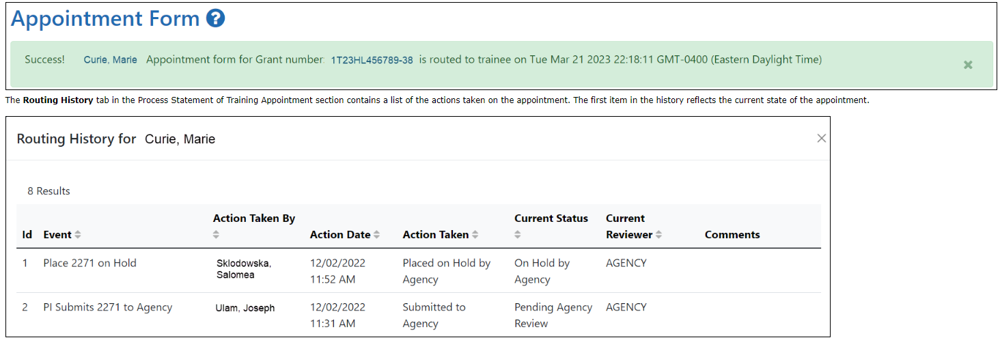 Appointment Form ?
Success! Curie, Marie Appointment form for Grant number 1T23HL456789-38 is routed to trainee on Tue Mar 21 2023 22:18:11 GMT-0400 (Eastern Daylight Time) ×
The Routing History tab in the Process Statement of Training Appointment section contains a list of the actions taken on the appointment. The first item in the history reflects the current state of the appointment.
Routing History for Curie, Marie ×
8 Results
Action Taken By Current Status Current
Id Event Action Date Action Taken Reviewer Comments
1 Place 2271 on Hold Sklodowska, 12/02/2022 Placed on Hold by On Hold by AGENCY
Salomea 11:52 AM Agency Agency
2 PI Submits 2271 to Agency Ulam, Joseph 12/02/2022 Submitted to Pending Agency AGENCY
11:31 AM Agency Review